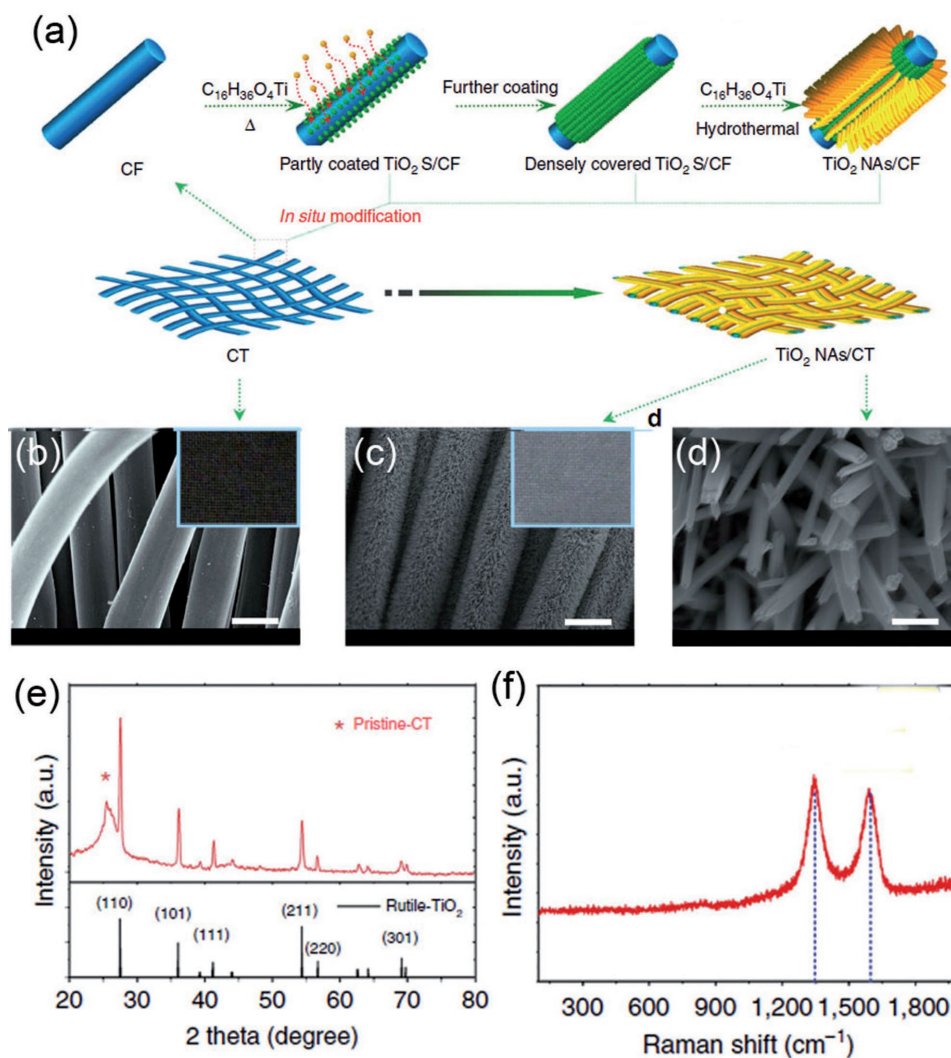 (a)
C₁₆H₃₆O₄Ti
Δ
Further coating
C₁₆H₃₆O₄Ti
Hydrothermal
CF
Partly coated TiO₂ S/CF
Densely covered TiO₂ S/CF
TiO₂ NAs/CF
In situ modification
CT
TiO₂ NAs/CT
d
(b)
(c)
(d)
(e)
* Pristine-CT
*
Intensity (a.u.)
(110)
(101)
(111)
(211)
(220)
(301)
Rutile-TiO₂
20 30 40 50 60 70 80
2 theta (degree)
(f)
Intensity (a.u.)
300 600 900 1,200 1,500 1,800
Raman shift (cm⁻¹)